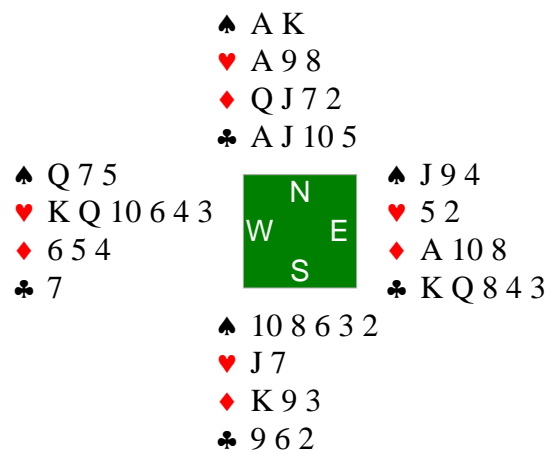 ♠ A K
♥ A 9 8
♦ Q J 7 2
♣ A J 10 5
♠ Q 7 5
♥ K Q 10 6 4 3
♦ 6 5 4
♣ 7
N
W E
S
♠ J 9 4
♥ 5 2
♦ A 10 8
♣ K Q 8 4 3
♠ 10 8 6 3 2
♥ J 7
♦ K 9 3
♣ 9 6 2